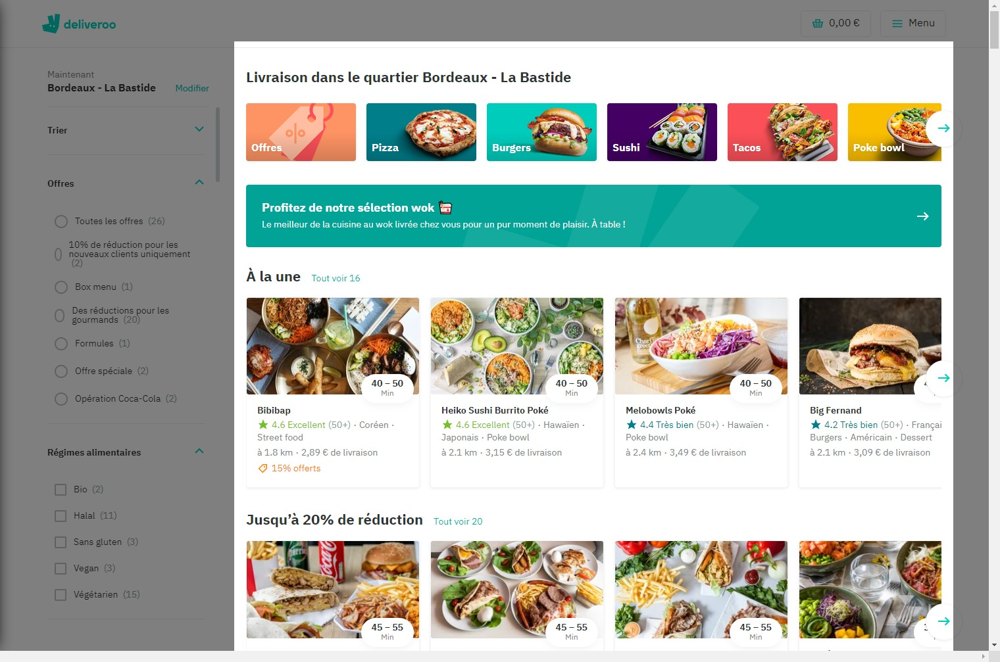 deliveroo
0,00 €
Menu
Maintenant
Bordeaux - La Bastide
Modifier
Trier
Offres
Toutes les offres (26)
10% de réduction pour les
nouveaux clients uniquement
(2)
Box menu (1)
Des réductions pour les
gourmands (20)
Formules (1)
Offre spéciale (2)
Opération Coca-Cola (2)
Régimes alimentaires
Bio (2)
Halal (11)
Sans gluten (3)
Vegan (3)
Végétarien (15)
Livraison dans le quartier Bordeaux - La Bastide
Offres
Pizza
Burgers
Sushi
Tacos
Poke bowl
Profitez de notre sélection wok
Le meilleur de la cuisine au wok livrée chez vous pour un pur moment de plaisir. À table !
À la une
Tout voir 16
40 – 50
Min
Bibibap
4.6 Excellent (50+) · Coréen ·
Street food
à 1.8 km · 2,89 € de livraison
15% offerts
40 – 50
Min
Heiko Sushi Burrito Poké
4.6 Excellent (50+) · Hawaïen ·
Japonais · Poke bowl
à 2.1 km · 3,15 € de livraison
40 – 50
Min
Melobowls Poké
4.4 Très bien (50+) · Hawaïen ·
Poke bowl
à 2.4 km · 3,49 € de livraison
Big Fernand
4.2 Très bien (50+) · Françai
Burgers · Américain · Dessert
à 2.1 km · 3,09 € de livraison
Jusqu’à 20% de réduction
Tout voir 20
45 – 55
Min
45 – 55
Min
45 – 55
Min